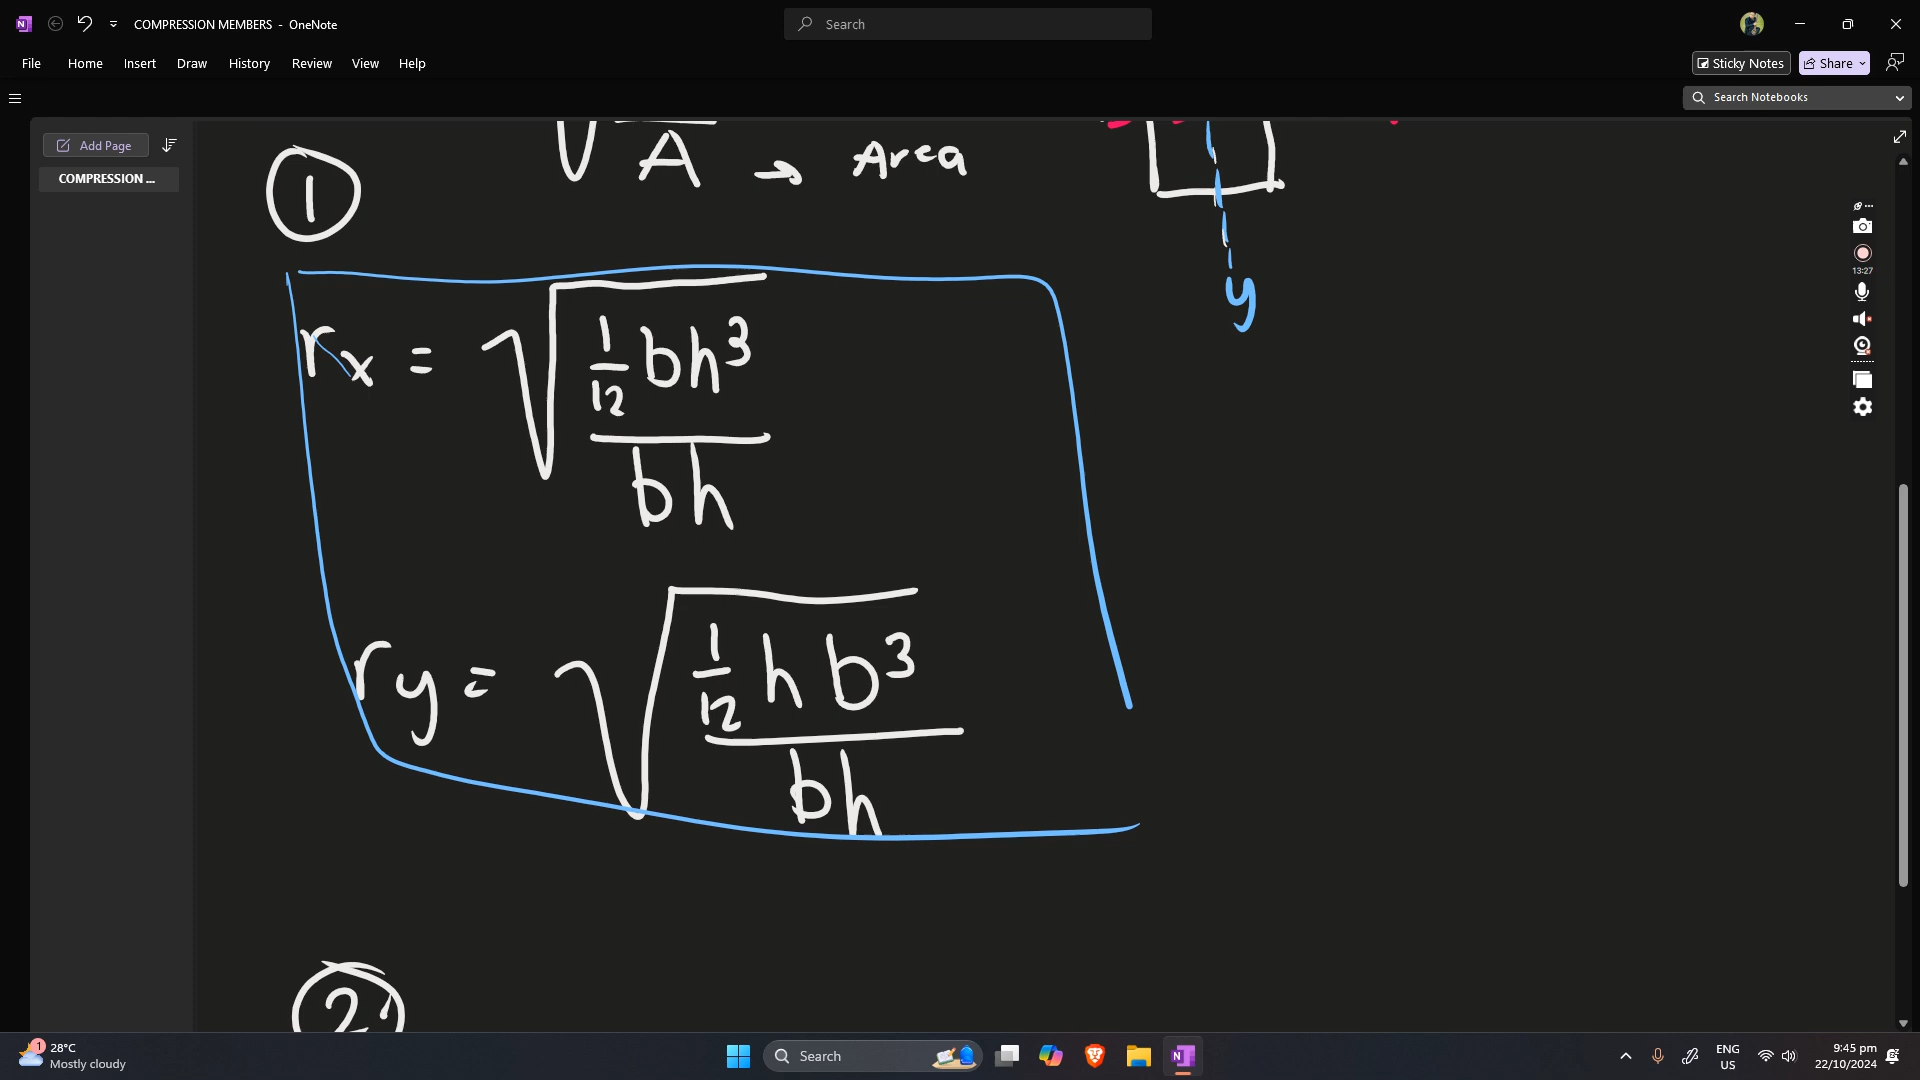 COMPRESSION MEMBERS - OneNote
Search
File Home Insert Draw History Review View Help
Sticky Notes
Share
Search Notebooks
Add Page
COMPRESSION ...
√ A → Area
1
y
13:27
rx = √((1/12 bh³)/(bh))
ry = √((1/12 hb³)/(bh))
2
1
28°C
Mostly cloudy
Search
ENG
US
9:45 pm
22/10/2024